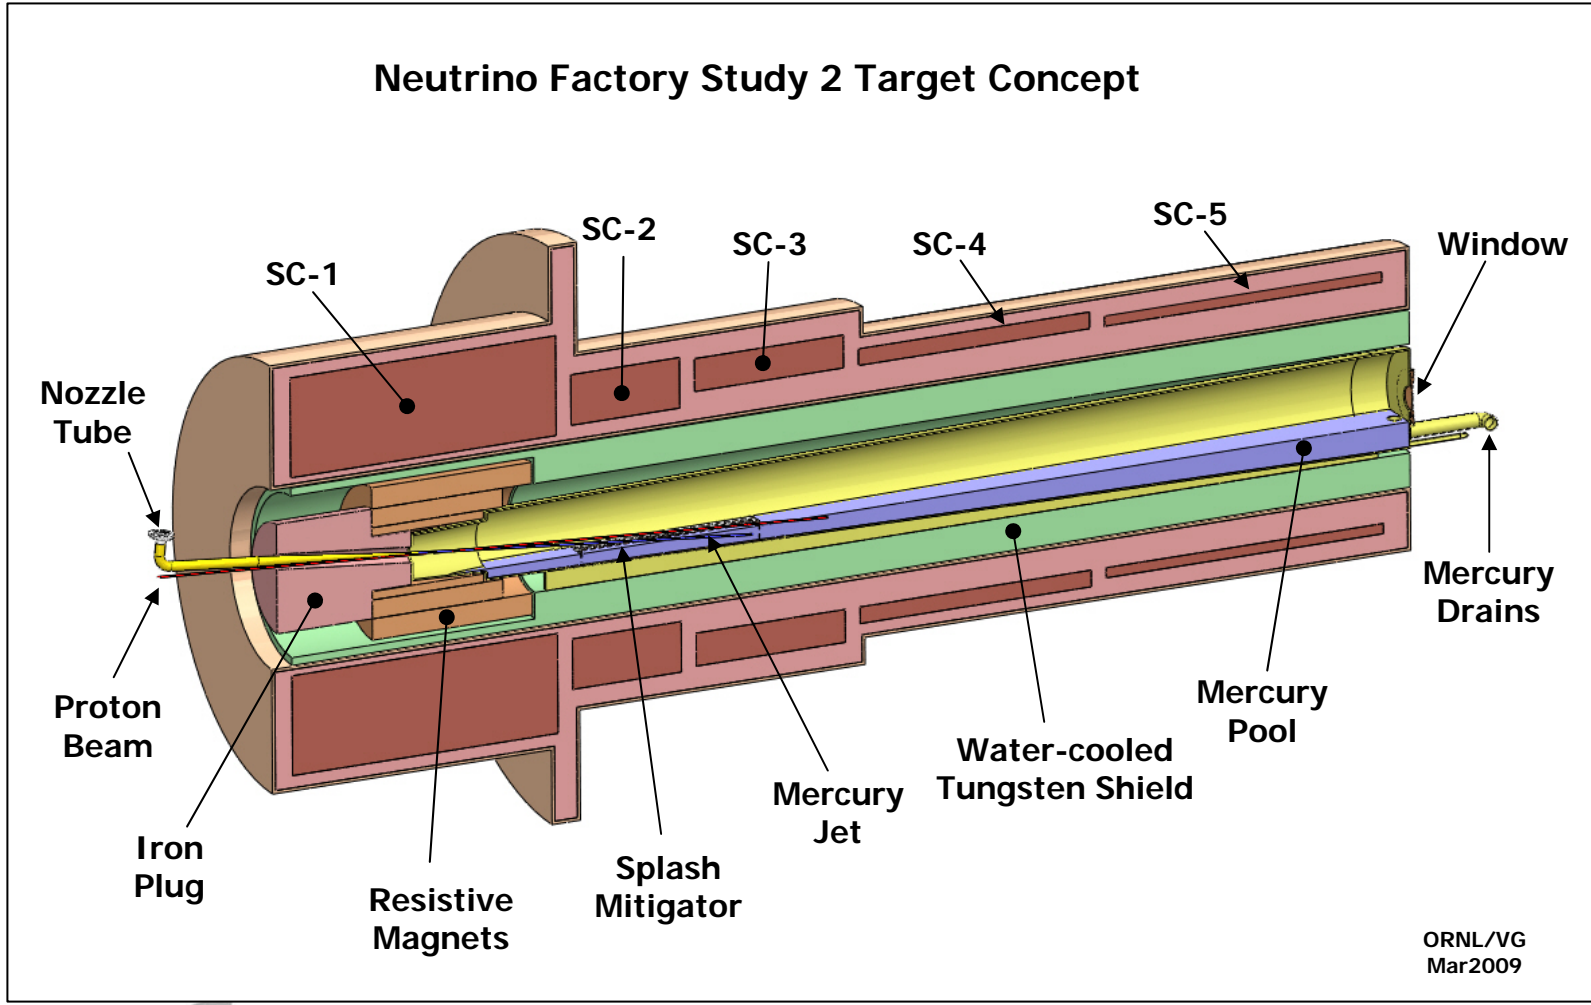 Neutrino Factory Study 2 Target Concept
SC-1
SC-2
SC-3
SC-4
SC-5
Window
Nozzle
Tube
Proton
Beam
Iron
Plug
Resistive
Magnets
Splash
Mitigator
Mercury
Jet
Water-cooled
Tungsten Shield
Mercury
Pool
Mercury
Drains
ORNL/VG
Mar2009